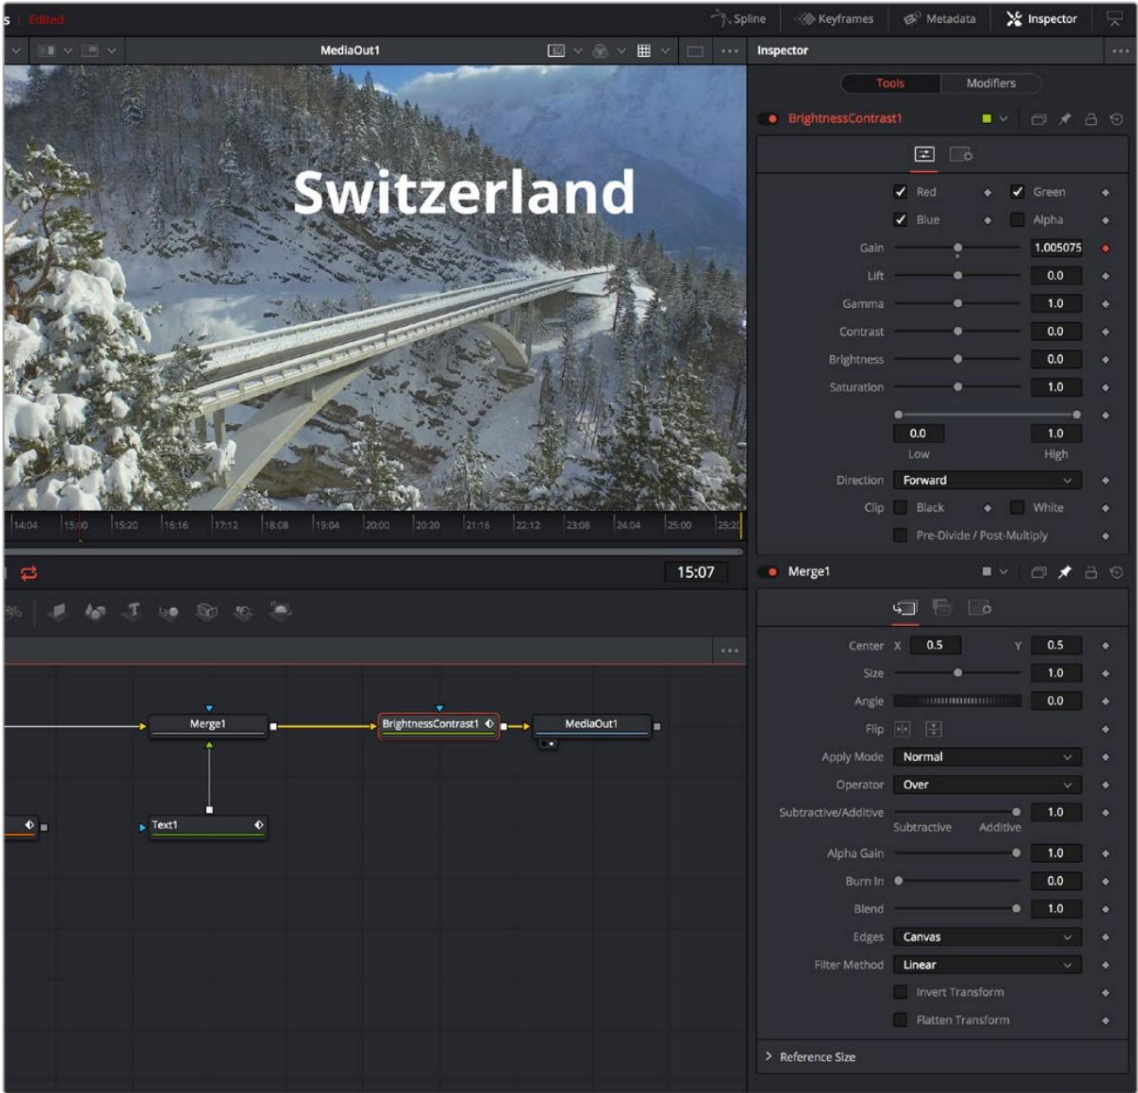 s Edited Spline Keyframes Metadata Inspector
MediaOut1
Switzerland
14:04 15:00 15:20 16:16 17:12 18:08 19:04 20:00 20:20 21:16 22:12 23:08 24:04 25:00 25:20
15:07
Merge1 BrightnessContrast1 MediaOut1
Text1
Inspector
Tools Modifiers
BrightnessContrast1
Red Green
Blue Alpha
Gain 1.005075
Lift 0.0
Gamma 1.0
Contrast 0.0
Brightness 0.0
Saturation 1.0
0.0 1.0
Low High
Direction Forward
Clip Black White
Pre-Divide / Post-Multiply
Merge1
Center X 0.5 Y 0.5
Size 1.0
Angle 0.0
Flip
Apply Mode Normal
Operator Over
Subtractive/Additive 1.0
Subtractive Additive
Alpha Gain 1.0
Burn In 0.0
Blend 1.0
Edges Canvas
Filter Method Linear
Invert Transform
Flatten Transform
Reference Size